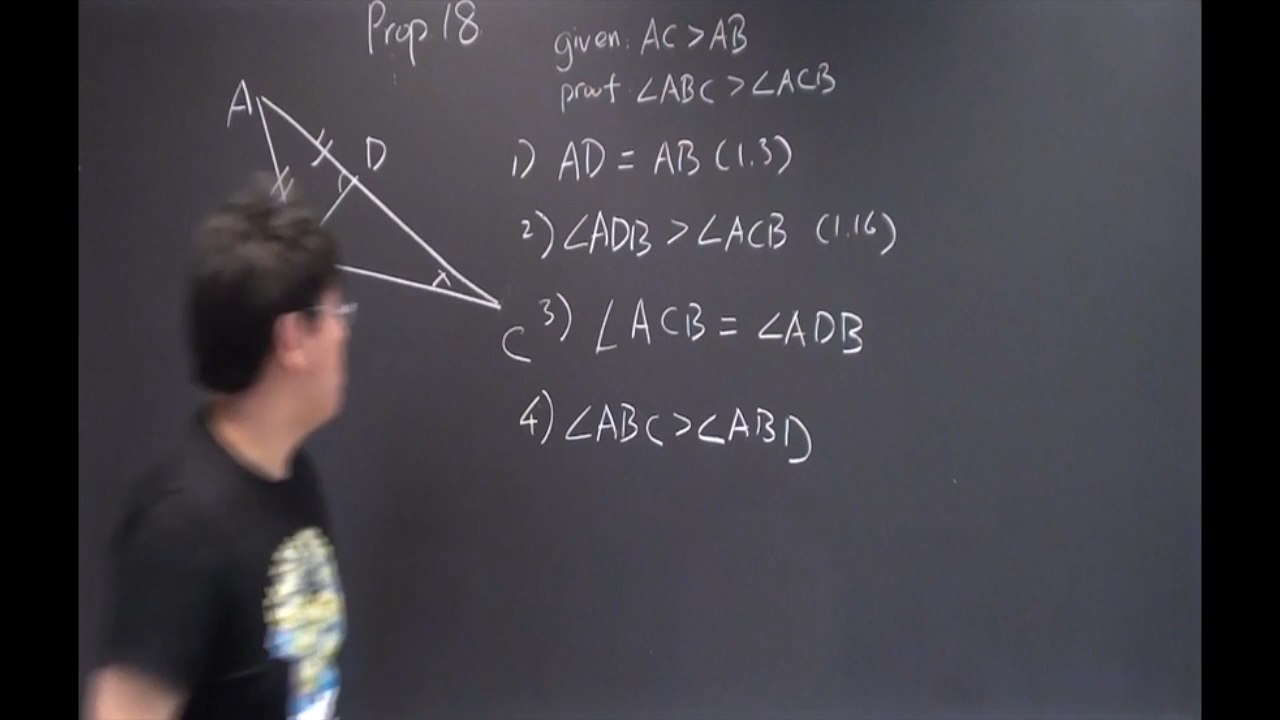 Prop 18
given: AC > AB
proof ∠ABC > ∠ACB
A
D
C
1) AD = AB (1.3)
2) ∠ADB > ∠ACB (1.16)
3) ∠ACB = ∠ADB
4) ∠ABC > ∠ABD